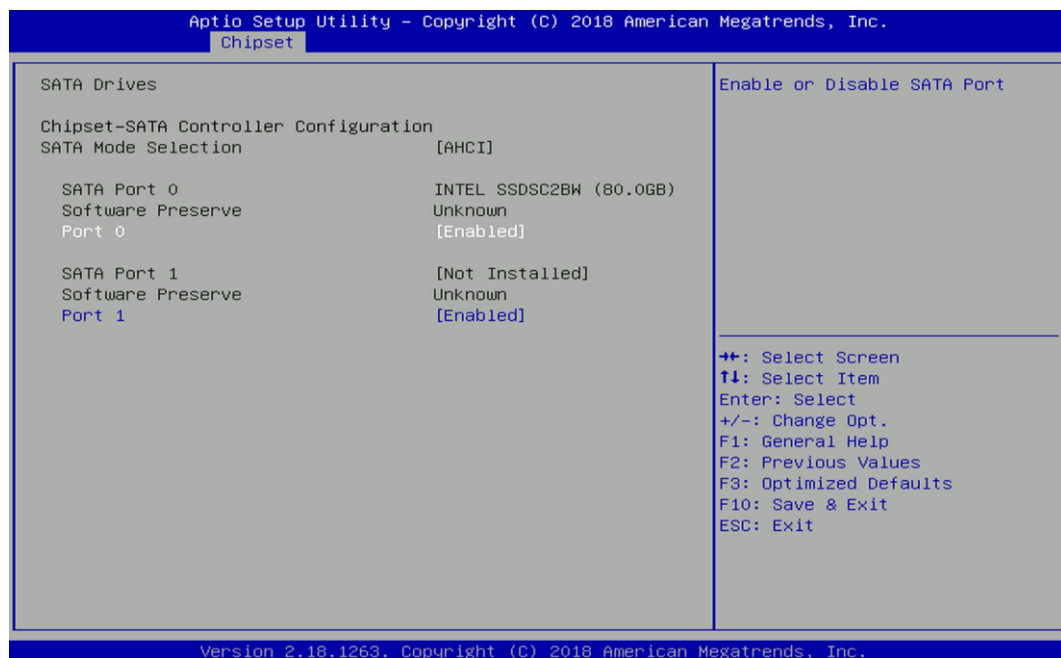 Aptio Setup Utility – Copyright (C) 2018 American Megatrends, Inc.
Chipset
SATA Drives
Chipset-SATA Controller Configuration
SATA Mode Selection [AHCI]
SATA Port 0 INTEL SSDSC2BW (80.0GB)
Software Preserve Unknown
Port 0 [Enabled]
SATA Port 1 [Not Installed]
Software Preserve Unknown
Port 1 [Enabled]
Enable or Disable SATA Port
→←: Select Screen
↑↓: Select Item
Enter: Select
+/-: Change Opt.
F1: General Help
F2: Previous Values
F3: Optimized Defaults
F10: Save & Exit
ESC: Exit
Version 2.18.1263. Copyright (C) 2018 American Megatrends, Inc.